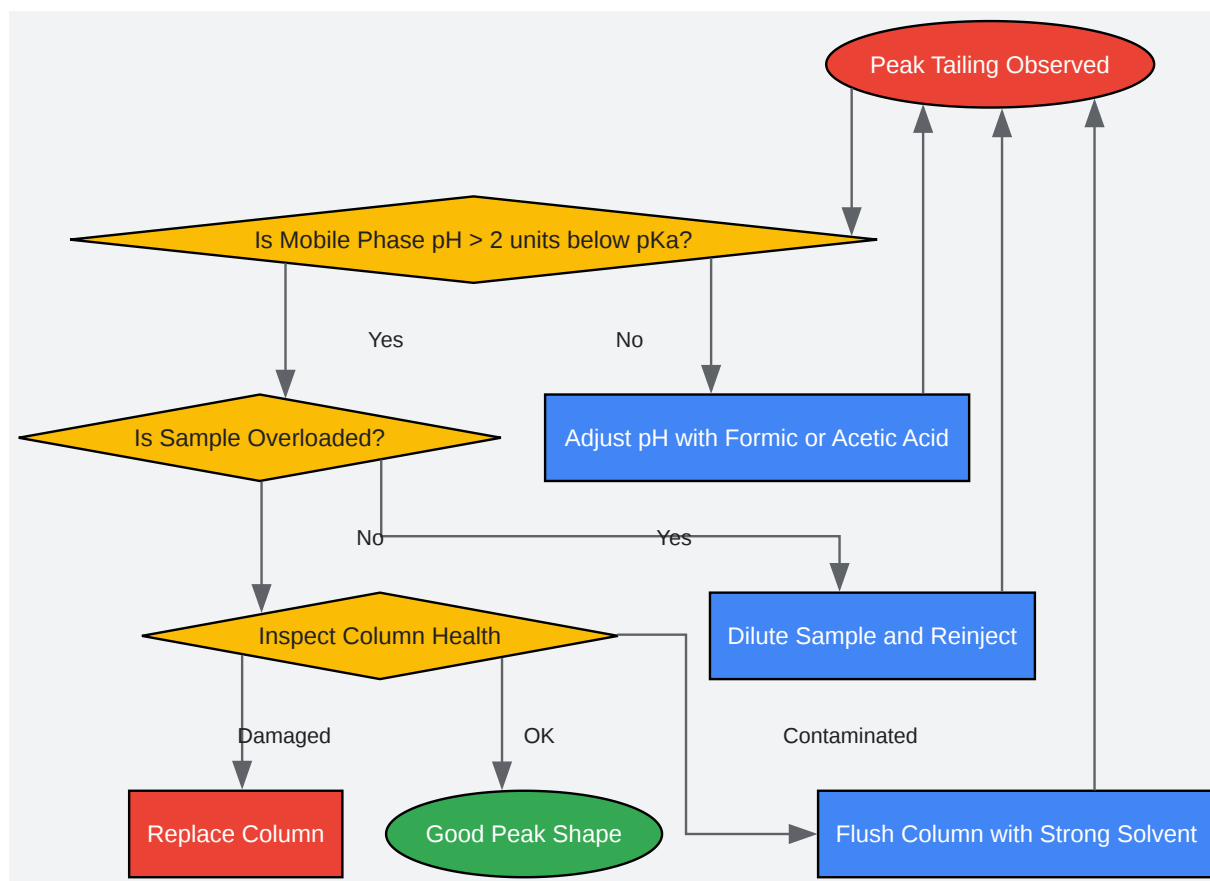 Peak Tailing Observed
Is Mobile Phase pH > 2 units below pKa?
Yes
No
Is Sample Overloaded?
Adjust pH with Formic or Acetic Acid
No
Yes
Inspect Column Health
Dilute Sample and Reinject
Damaged
OK
Contaminated
Replace Column
Good Peak Shape
Flush Column with Strong Solvent